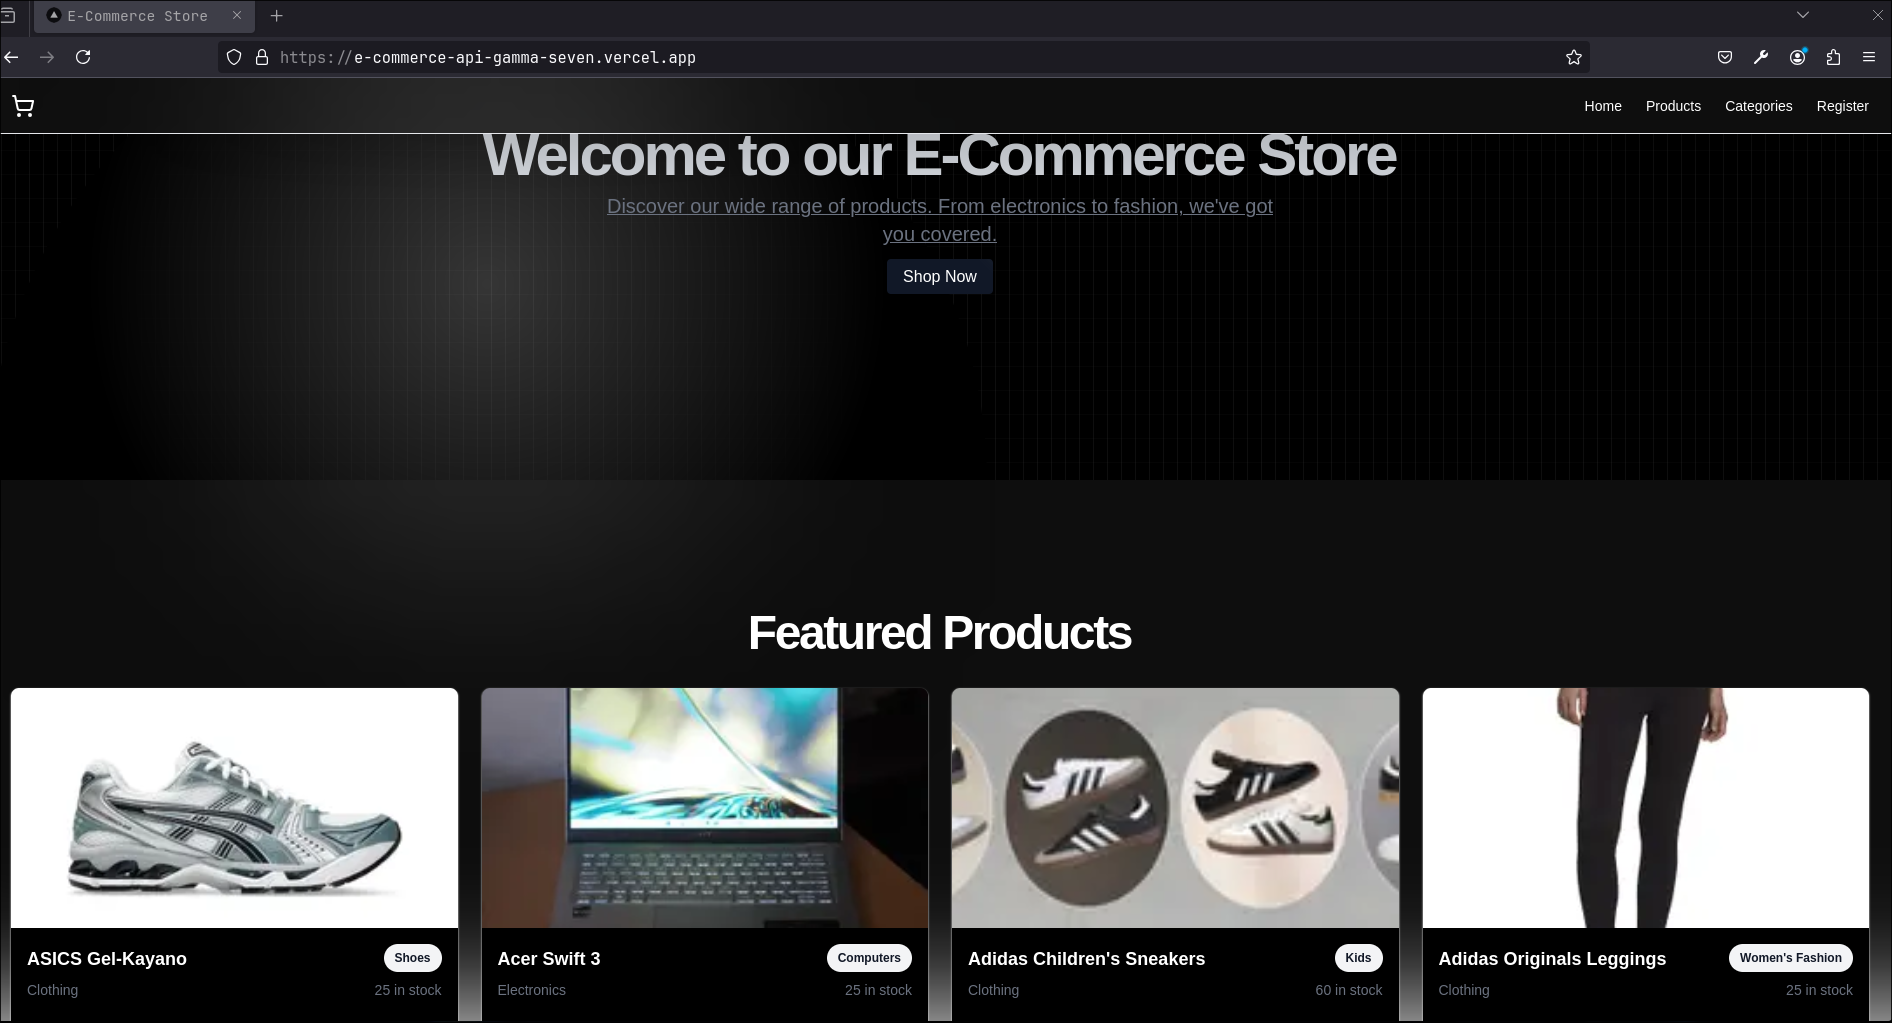 E-Commerce Store
https://e-commerce-api-gamma-seven.vercel.app
Home Products Categories Register
Welcome to our E-Commerce Store
Discover our wide range of products. From electronics to fashion, we've got
you covered.
Shop Now
Featured Products
ASICS Gel-Kayano Shoes
Clothing 25 in stock
Acer Swift 3 Computers
Electronics 25 in stock
Adidas Children's Sneakers Kids
Clothing 60 in stock
Adidas Originals Leggings Women's Fashion
Clothing 25 in stock